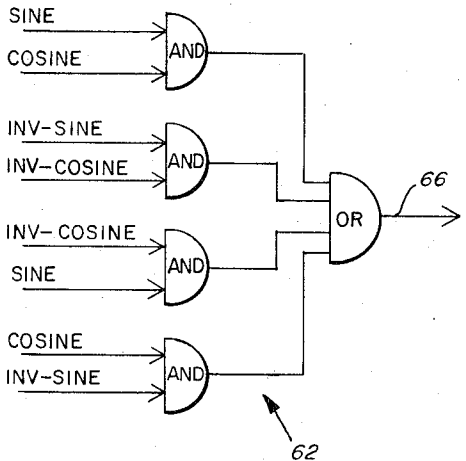 SINE
COSINE
AND
INV-SINE
INV-COSINE
AND
INV-COSINE
SINE
AND
COSINE
INV-SINE
AND
OR
66
62